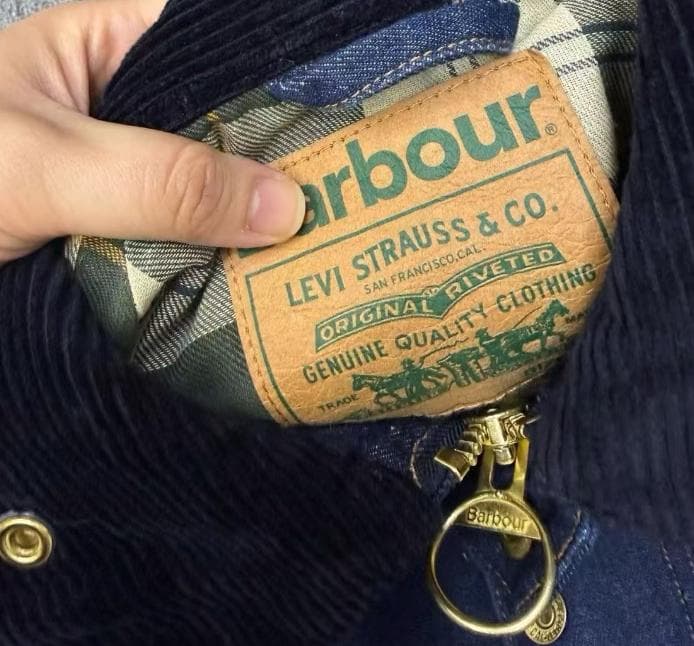 arbour®
LEVI STRAUSS & CO.
SAN FRANCISCO, CAL.
ORIGINAL RIVETED
GENUINE QUALITY CLOTHING
TRADE
Barbour